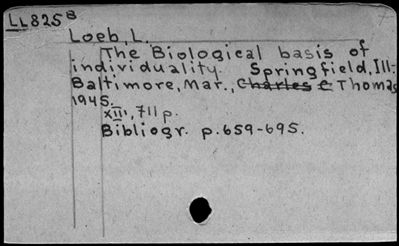 LL825B
Loeb, L.
The Biological basis of
individuality. Springfield, Ill.-
Baltimore, Mar., Charles C Thomas
1945.
XIII, 711 p.
Bibliogr. p. 659-695.